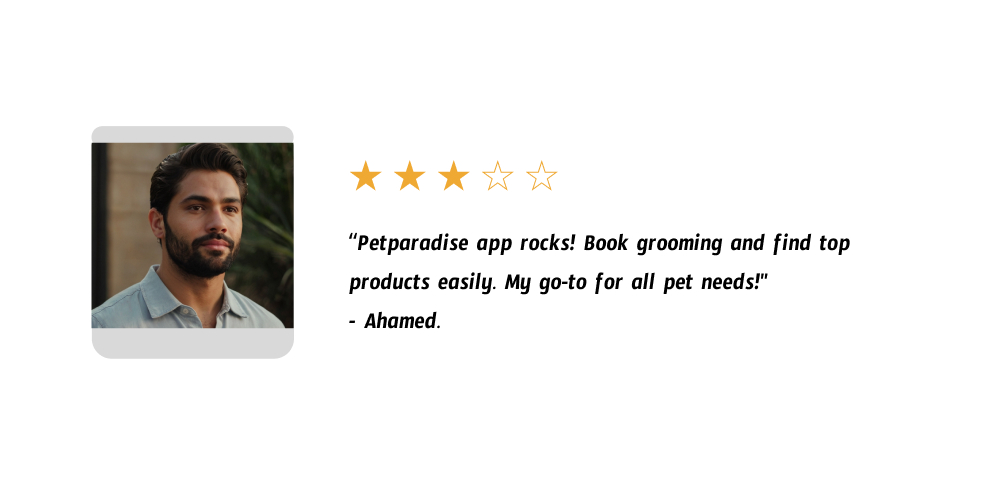 “Petparadise app rocks! Book grooming and find top
products easily. My go-to for all pet needs!"
- Ahamed.